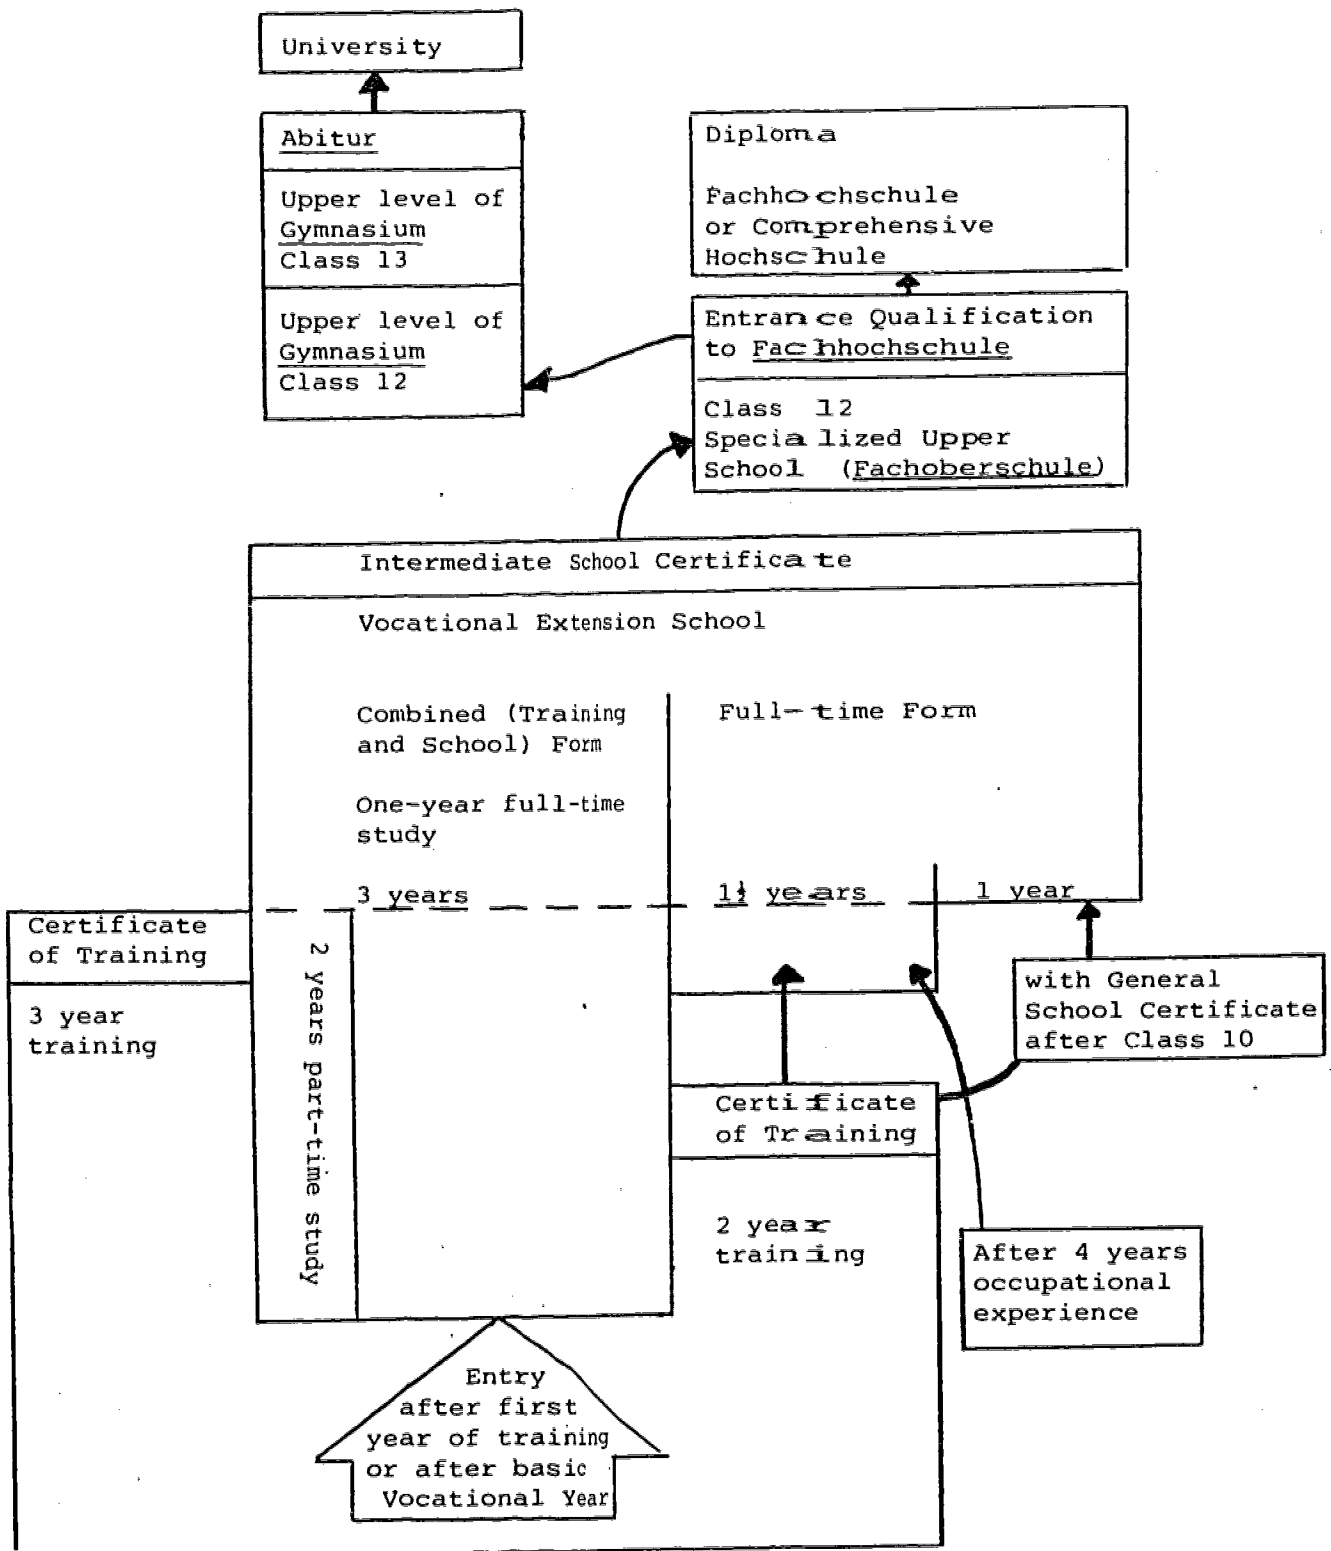 University
Abitur
Upper level of
Gymnasium
Class 13
Upper level of
Gymnasium
Class 12
Diploma
Fachhochschule
or Comprehensive
Hochschule
Entrance Qualification
to Fachhochschule
Class 12
Specialized Upper
School (Fachoberschule)
Intermediate School Certificate
Vocational Extension School
Combined (Training
and School) Form
One-year full-time
study
3 years
Full-time Form
1½ years
1 year
Certificate
of Training
3 year
training
2 years part-time study
with General
School Certificate
after Class 10
Certificate
of Training
2 year
training
After 4 years
occupational
experience
Entry
after first
year of training
or after basic
Vocational Year